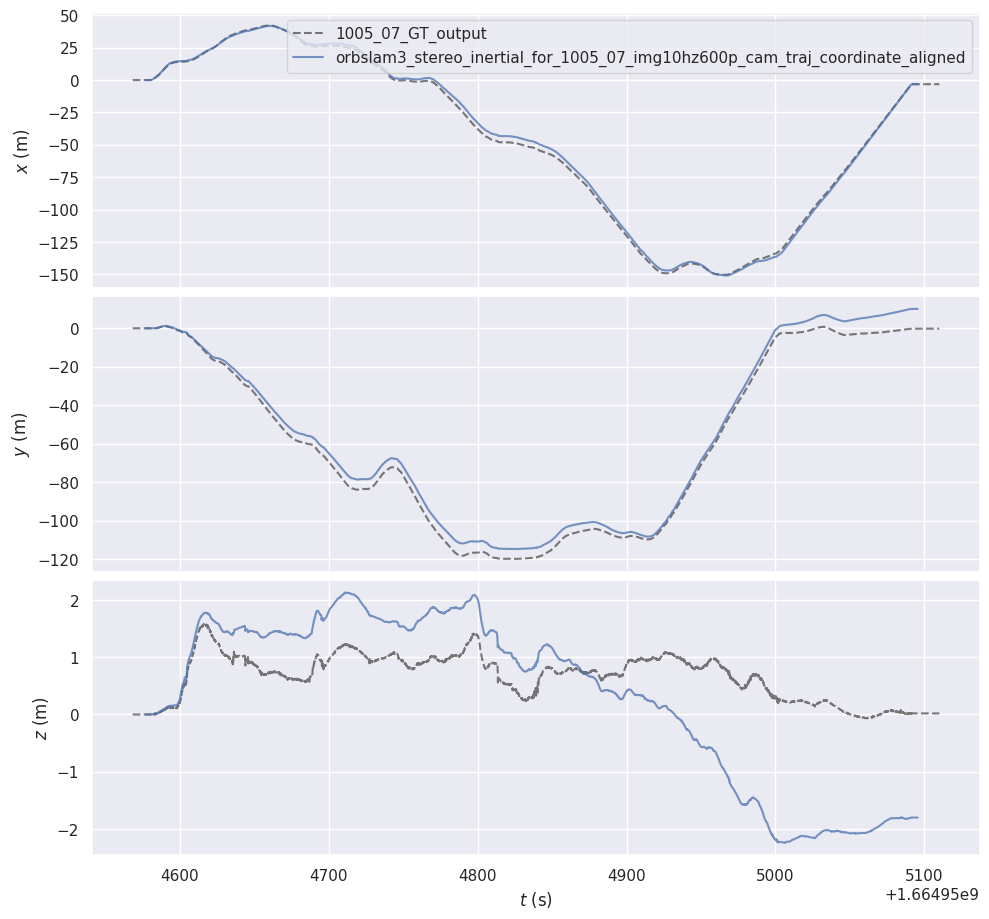 50
25
0
−25
−50
−75
−100
−125
−150
x (m)
1005_07_GT_output
orbslam3_stereo_inertial_for_1005_07_img10hz600p_cam_traj_coordinate_aligned
0
−20
−40
−60
−80
−100
−120
y (m)
2
1
0
−1
−2
z (m)
4600 4700 4800 4900 5000 5100
t (s)
+1.66495e9